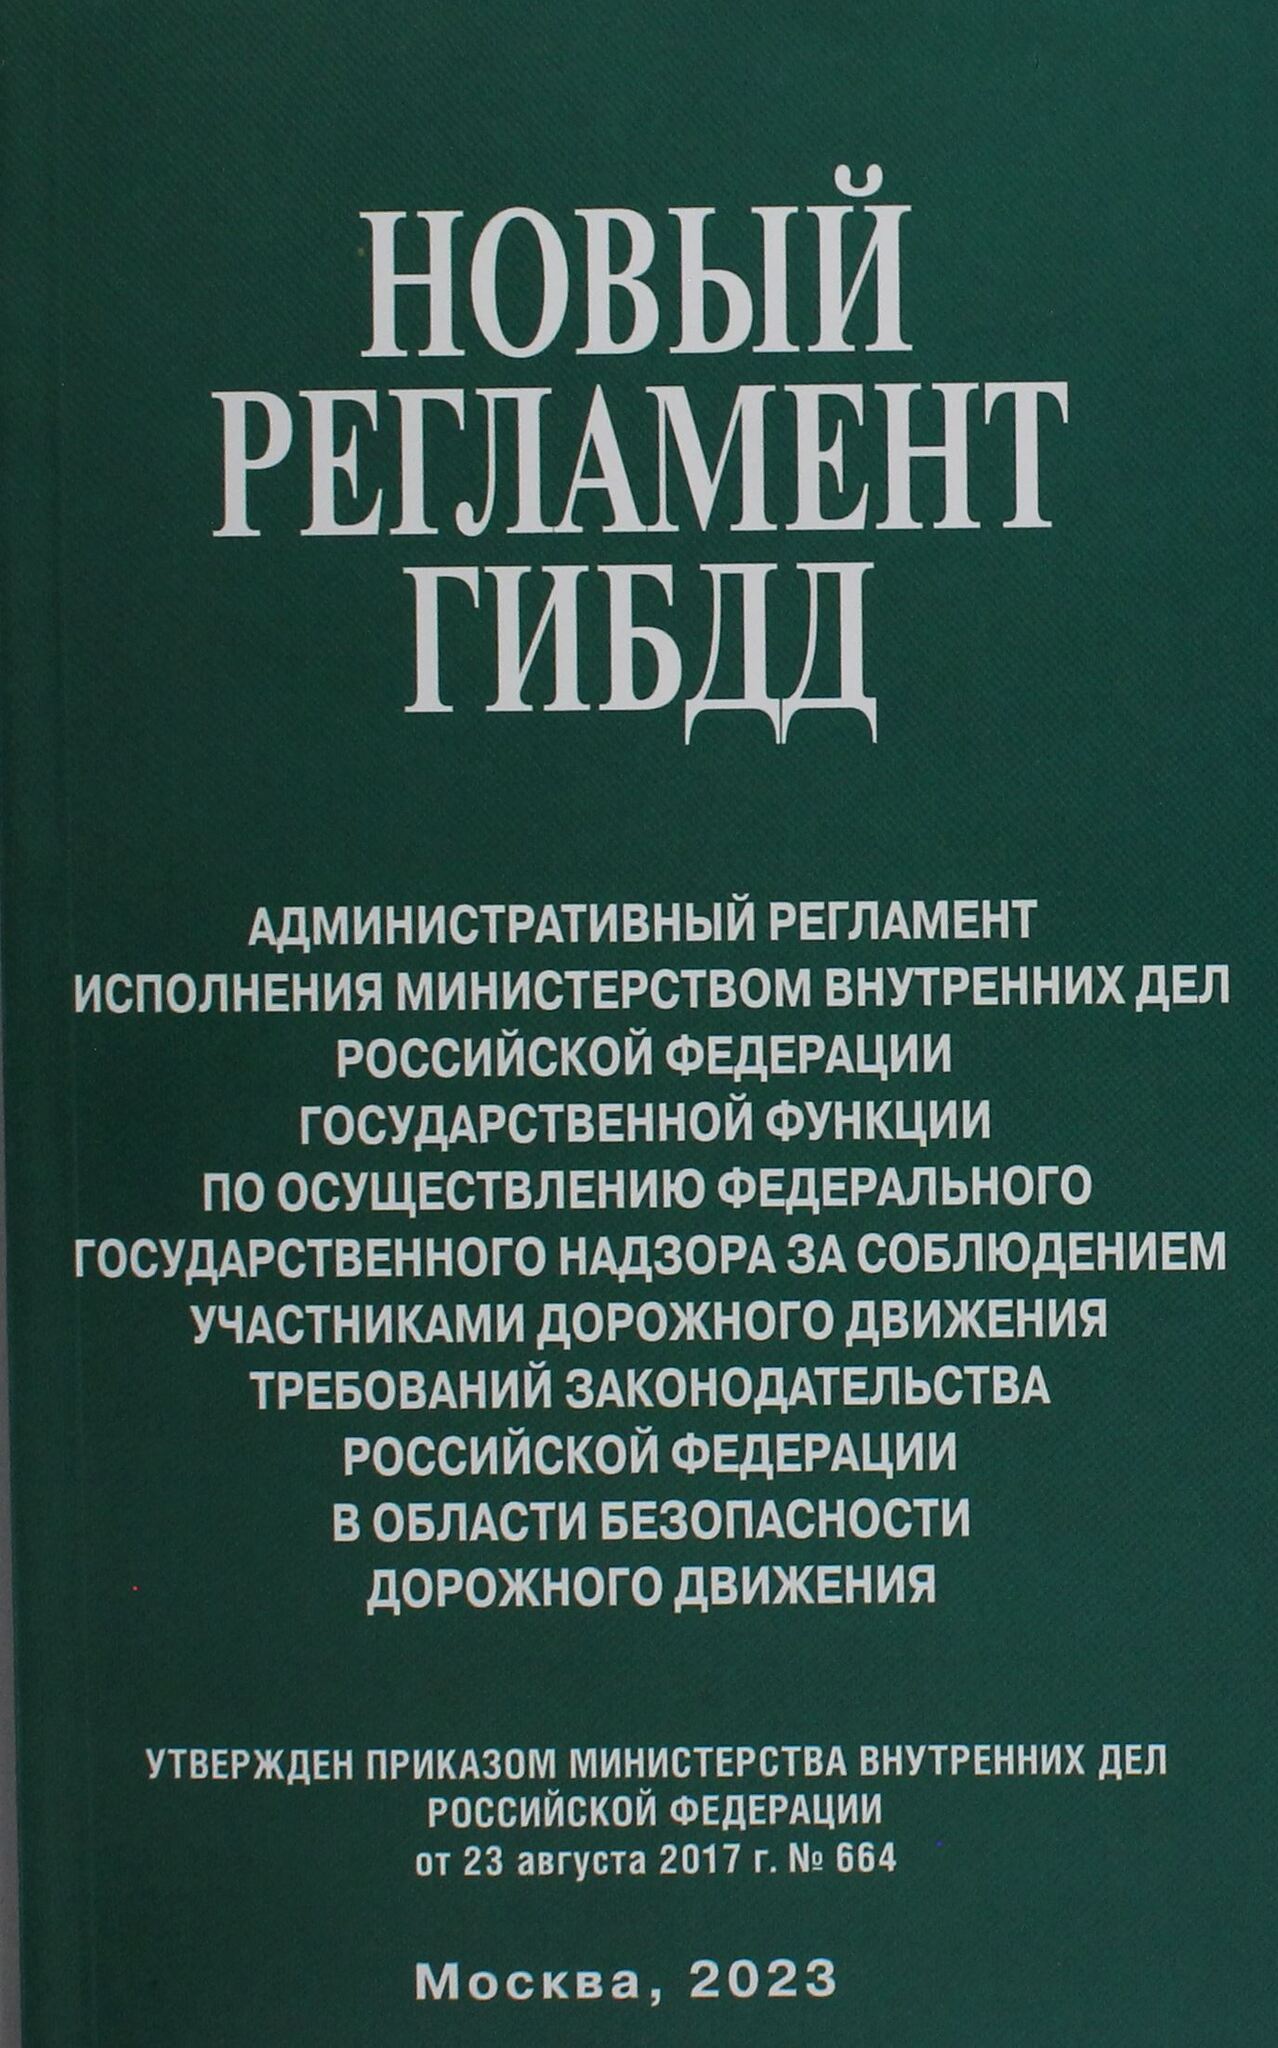 НОВЫЙ
РЕГЛАМЕНТ
ГИБДД
АДМИНИСТРАТИВНЫЙ РЕГЛАМЕНТ
ИСПОЛНЕНИЯ МИНИСТЕРСТВОМ ВНУТРЕННИХ ДЕЛ
РОССИЙСКОЙ ФЕДЕРАЦИИ
ГОСУДАРСТВЕННОЙ ФУНКЦИИ
ПО ОСУЩЕСТВЛЕНИЮ ФЕДЕРАЛЬНОГО
ГОСУДАРСТВЕННОГО НАДЗОРА ЗА СОБЛЮДЕНИЕМ
УЧАСТНИКАМИ ДОРОЖНОГО ДВИЖЕНИЯ
ТРЕБОВАНИЙ ЗАКОНОДАТЕЛЬСТВА
РОССИЙСКОЙ ФЕДЕРАЦИИ
В ОБЛАСТИ БЕЗОПАСНОСТИ
ДОРОЖНОГО ДВИЖЕНИЯ
УТВЕРЖДЕН ПРИКАЗОМ МИНИСТЕРСТВА ВНУТРЕННИХ ДЕЛ
РОССИЙСКОЙ ФЕДЕРАЦИИ
от 23 августа 2017 г. № 664
Москва, 2023